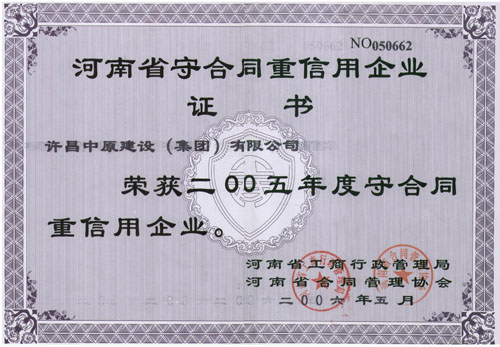 NO050662
河南省守合同重信用企业
证 书
许昌中原建设（集团）有限公司
荣获二00五年度守合同
重信用企业。
河南省工商行政管理局
河南省合同管理协会
二00六年五月